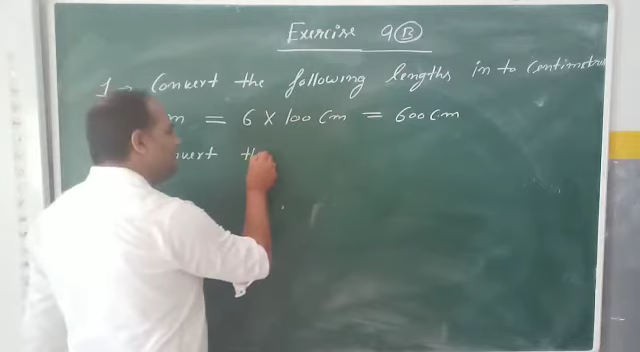 Exercise 9 B
1 → Convert the following lengths in to Centimetres
m = 6 X 100 Cm = 600 Cm